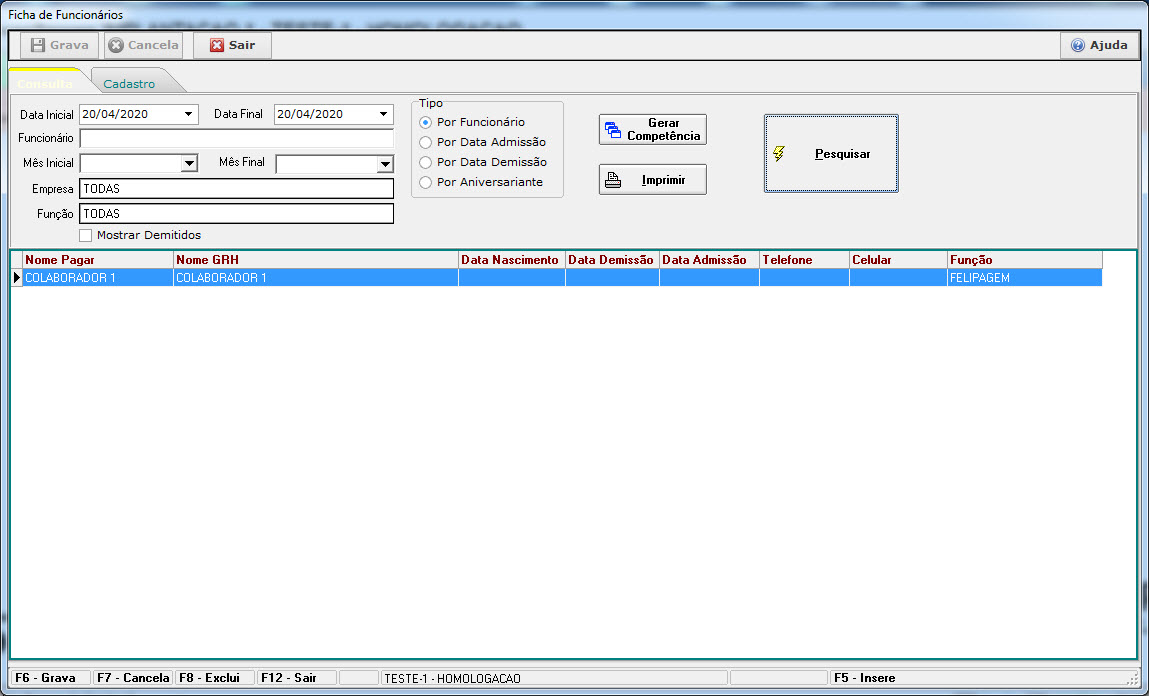 Ficha de Funcionários
Grava Cancela Sair Ajuda
Consulta Cadastro
Data Inicial 20/04/2020 Data Final 20/04/2020
Funcionário
Mês Inicial Mês Final
Empresa TODAS
Função TODAS
Mostrar Demitidos
Tipo
Por Funcionário
Por Data Admissão
Por Data Demissão
Por Aniversariante
Gerar
Competência
Imprimir
Pesquisar
Nome Pagar Nome GRH Data Nascimento Data Demissão Data Admissão Telefone Celular Função
COLABORADOR 1 COLABORADOR 1 FELIPAGEM
F6 - Grava F7 - Cancela F8 - Exclui F12 - Sair TESTE-1 - HOMOLOGACAO F5 - Insere